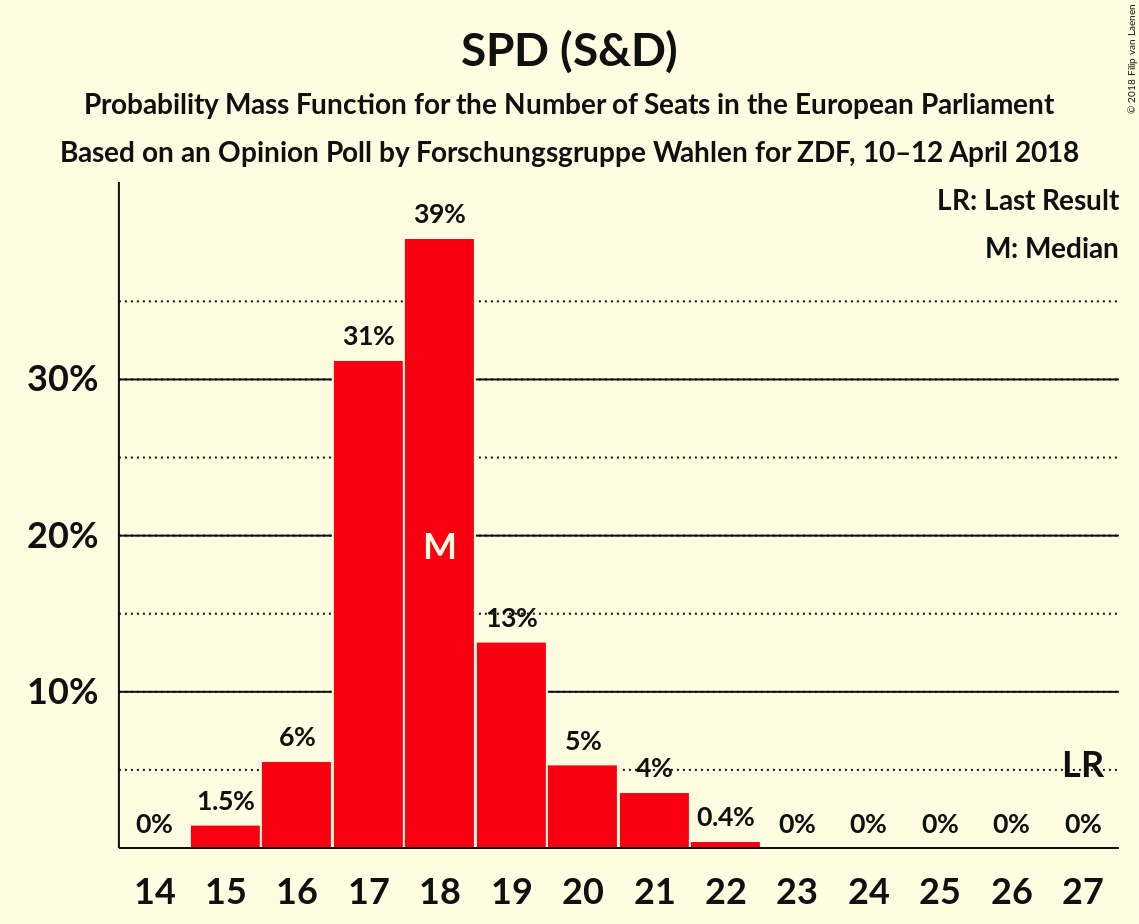 SPD (S&D)
Probability Mass Function for the Number of Seats in the European Parliament
Based on an Opinion Poll by Forschungsgruppe Wahlen for ZDF, 10–12 April 2018
© 2018 Filip van Laenen
LR: Last Result
M: Median
39%
31%
30%
20%
M
13%
10%
6%
5%
4%
LR
1.5%
0.4%
0%
0%
0%
0%
0%
0%
14 15 16 17 18 19 20 21 22 23 24 25 26 27